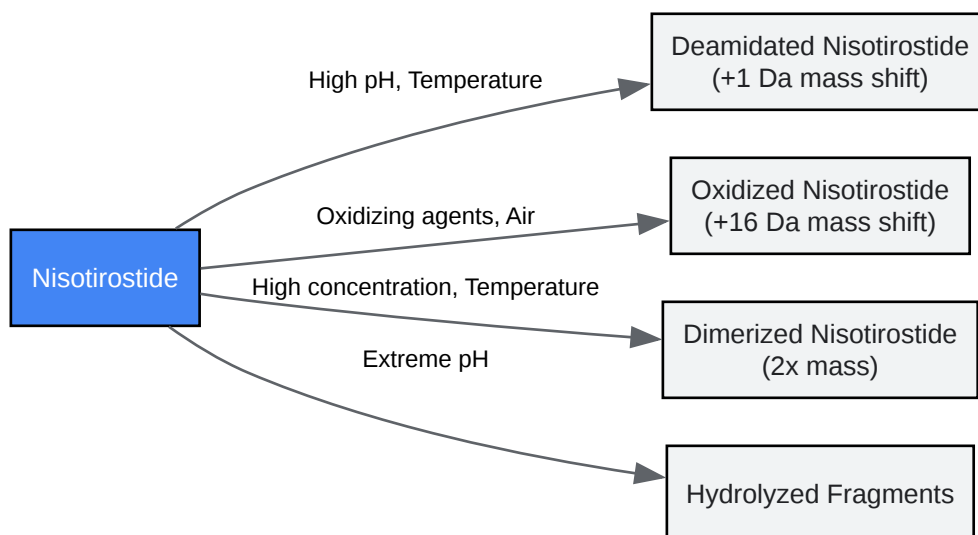 Deamidated Nisotirostide
(+1 Da mass shift)
High pH, Temperature
Oxidized Nisotirostide
(+16 Da mass shift)
Oxidizing agents, Air
Nisotirostide
High concentration, Temperature
Dimerized Nisotirostide
(2x mass)
Extreme pH
Hydrolyzed Fragments